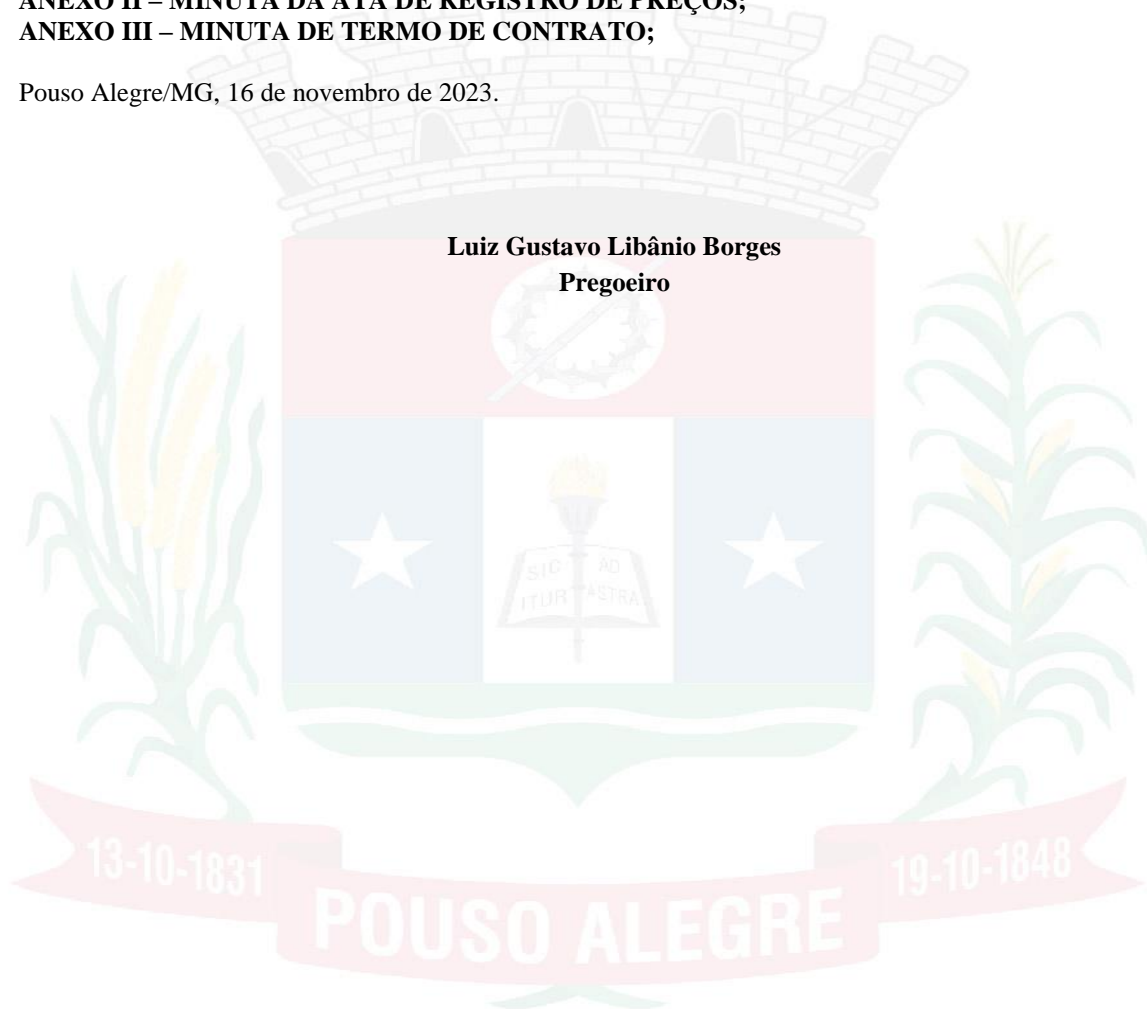 ANEXO II – MINUTA DA ATA DE REGISTRO DE PREÇOS;
ANEXO III – MINUTA DE TERMO DE CONTRATO;
Pouso Alegre/MG, 16 de novembro de 2023.
Luiz Gustavo Libânio Borges
Pregoeiro
SIC AD
ITUR ASTRA
13-10-1831
19-10-1848
POUSO ALEGRE